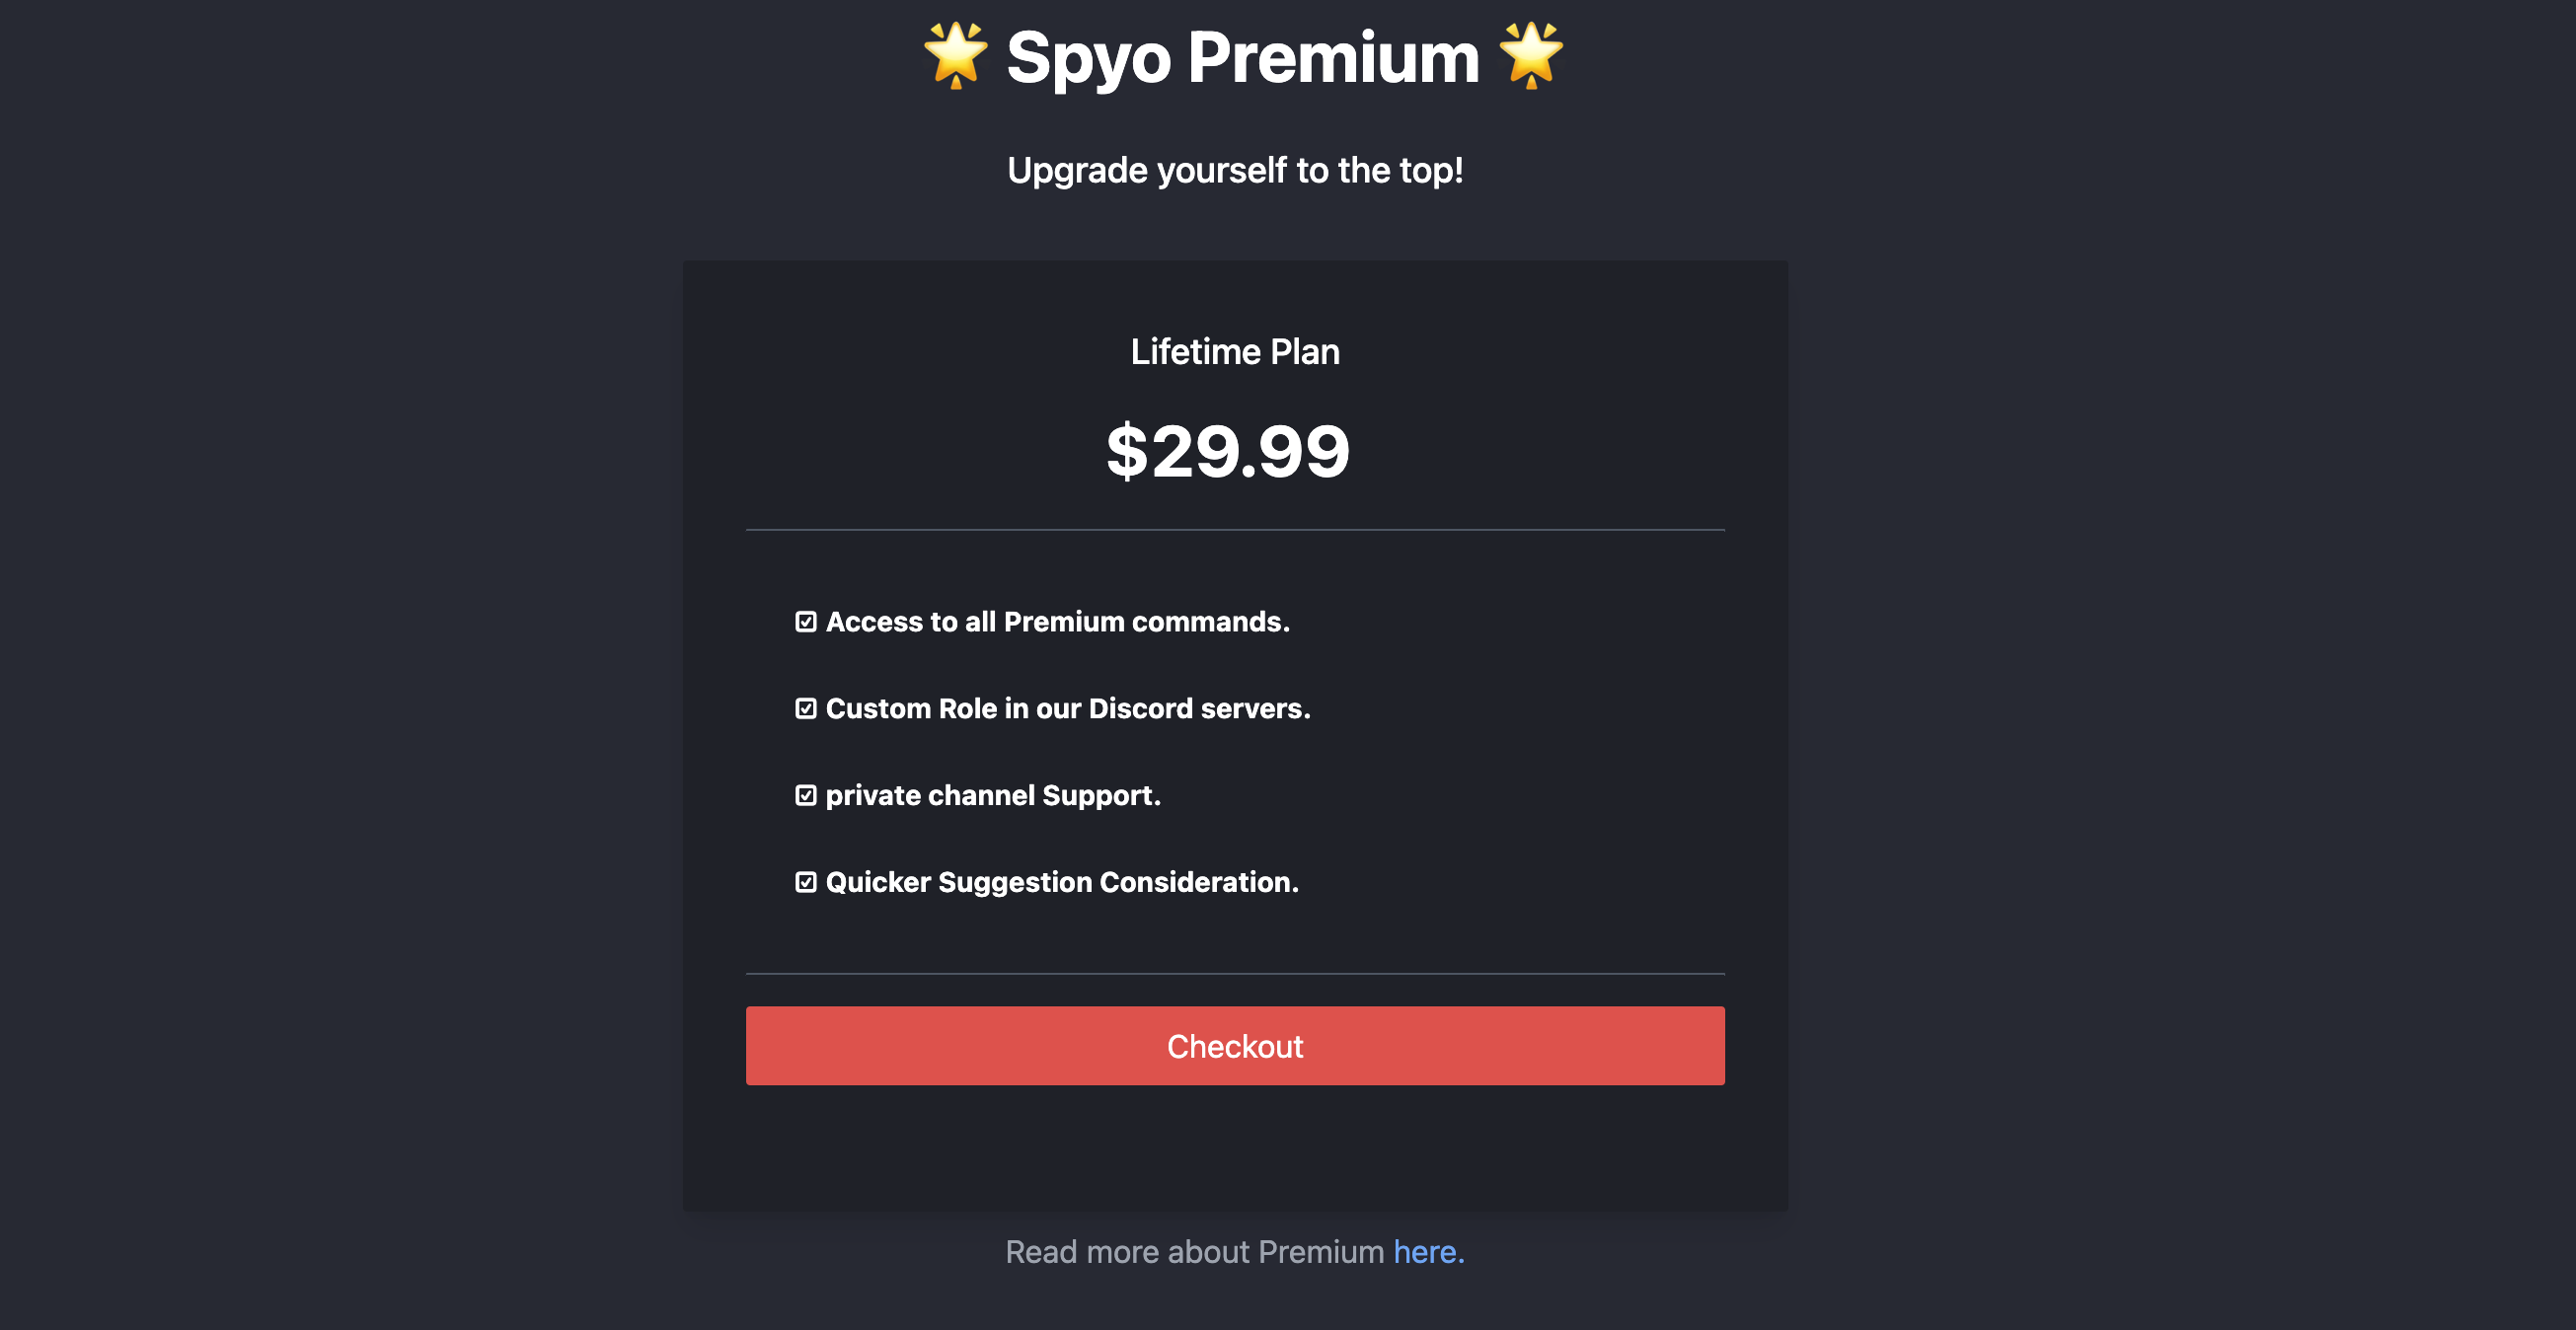 🌟 Spyo Premium 🌟
Upgrade yourself to the top!
Lifetime Plan
$29.99
Access to all Premium commands.
Custom Role in our Discord servers.
private channel Support.
Quicker Suggestion Consideration.
Checkout
Read more about Premium here.